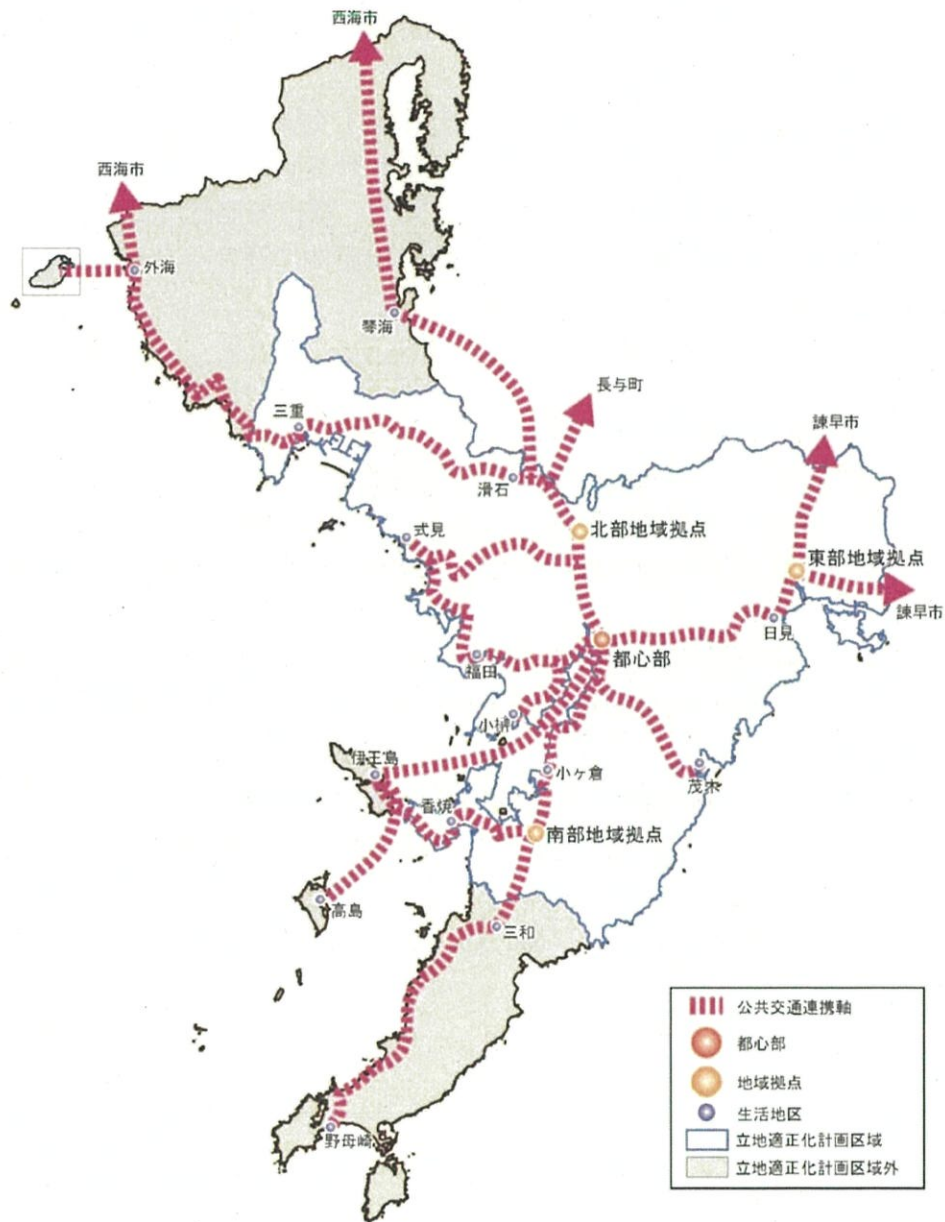 西海市
西海市
外海
琴海
長与町
三重
諫早市
滑石
式見
北部地域拠点
東部地域拠点
諫早市
日見
都心部
福田
小榊
伊王島
小ヶ倉
茂木
香焼
南部地域拠点
高島
三和
野母崎
公共交通連携軸
都心部
地域拠点
生活地区
立地適正化計画区域
立地適正化計画区域外